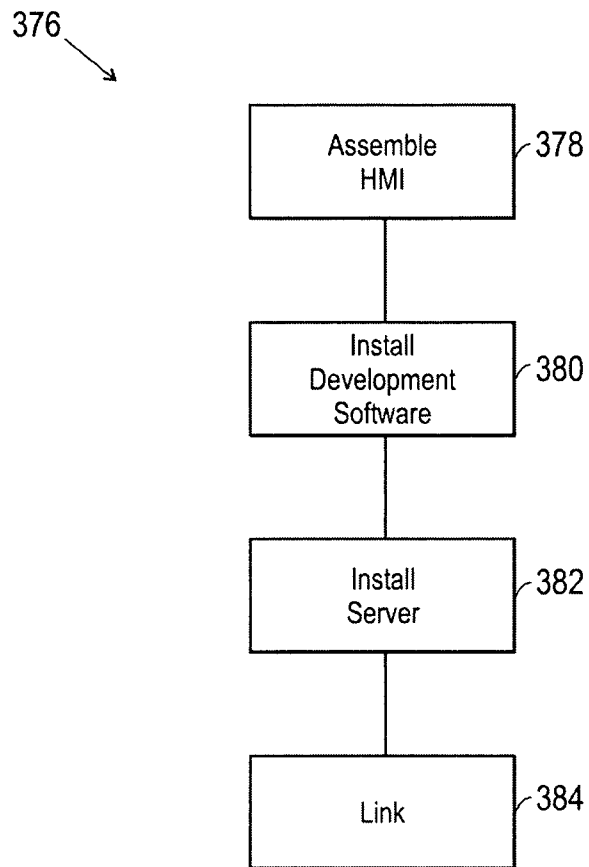 376
Assemble
HMI
378
Install
Development
Software
380
Install
Server
382
Link
384